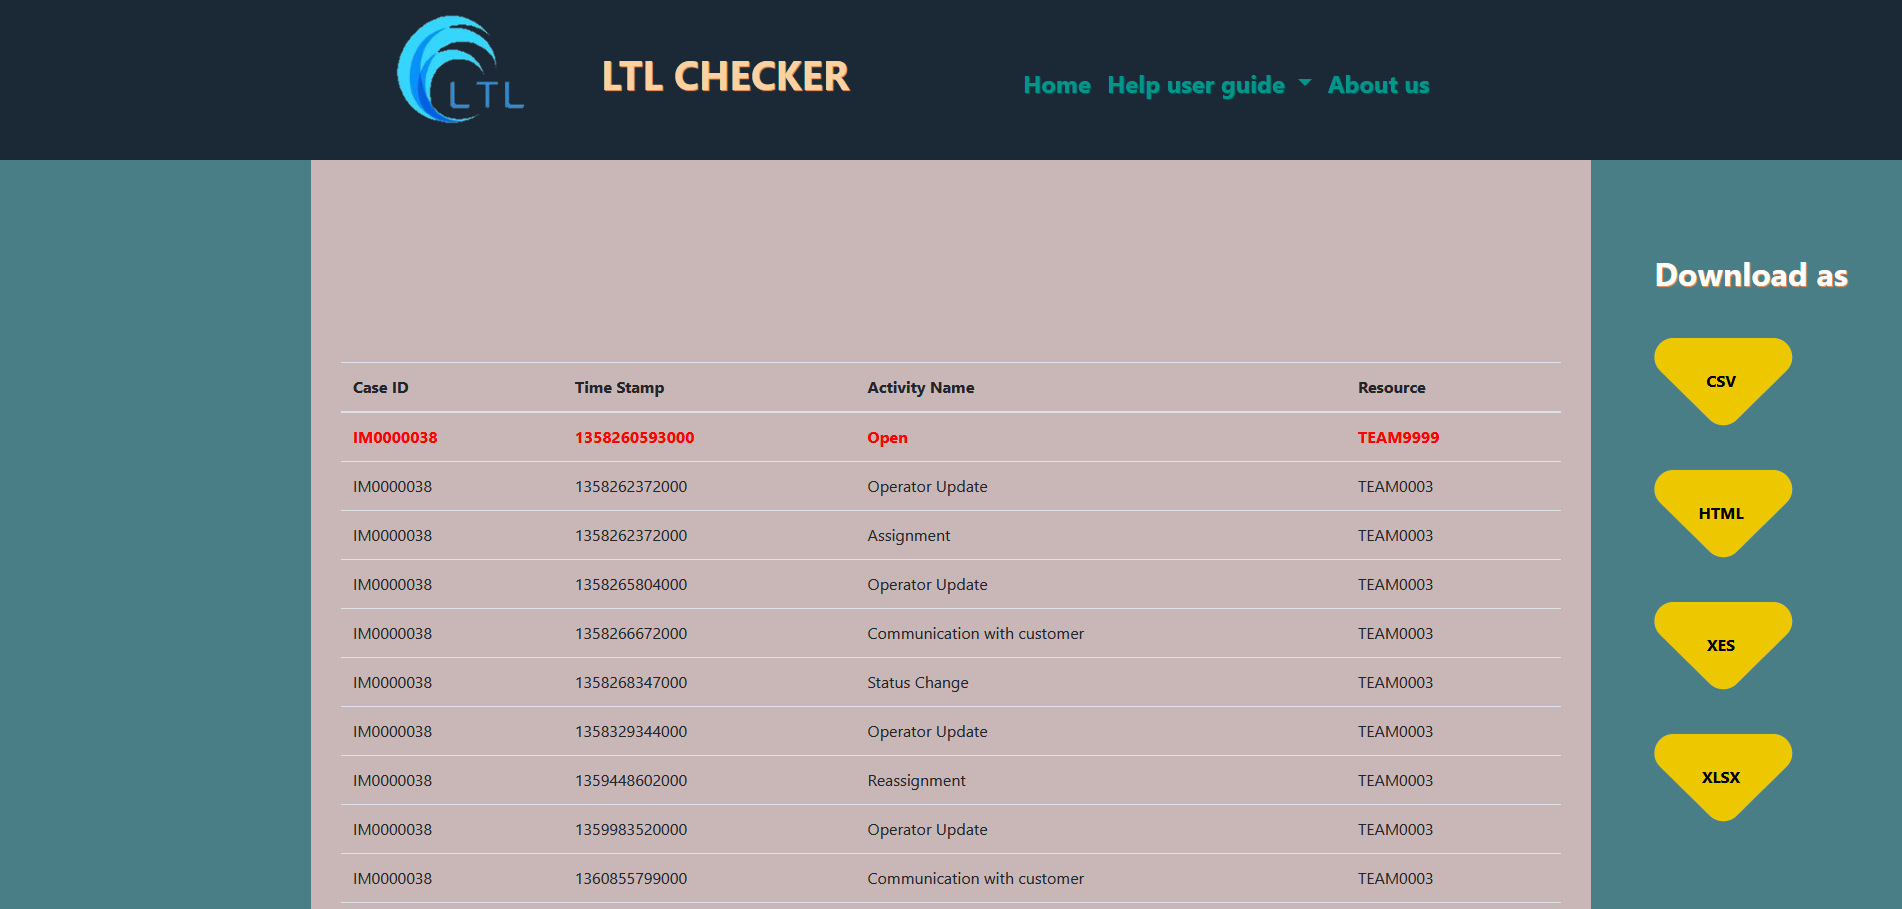 LTL
LTL CHECKER
Home Help user guide About us
Download as
CSV
HTML
XES
XLSX
Case ID Time Stamp Activity Name Resource
IM0000038 1358260593000 Open TEAM9999
IM0000038 1358262372000 Operator Update TEAM0003
IM0000038 1358262372000 Assignment TEAM0003
IM0000038 1358265804000 Operator Update TEAM0003
IM0000038 1358266672000 Communication with customer TEAM0003
IM0000038 1358268347000 Status Change TEAM0003
IM0000038 1358329344000 Operator Update TEAM0003
IM0000038 1359448602000 Reassignment TEAM0003
IM0000038 1359983520000 Operator Update TEAM0003
IM0000038 1360855799000 Communication with customer TEAM0003